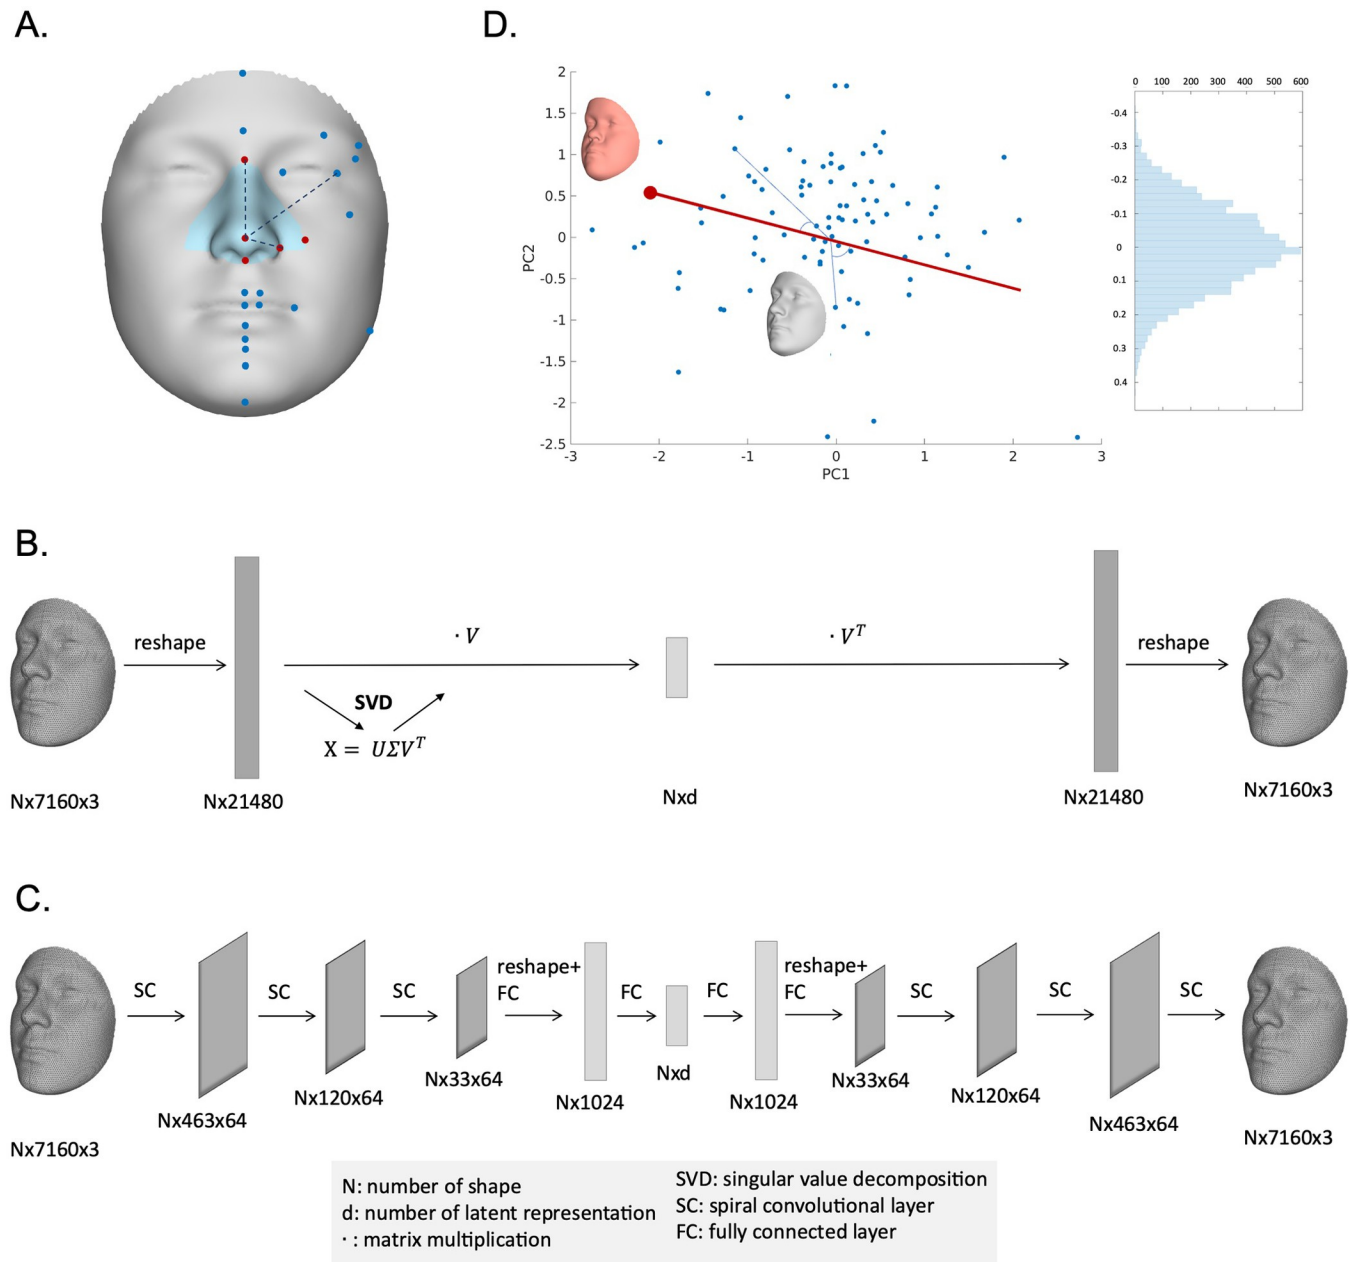 A.
D.
2
1.5
1
0.5
0
-0.5
-1
-1.5
-2
-2.5
PC2
-3
-2
-1
0
1
2
3
PC1
0 100 200 300 400 500 600
-0.4
-0.3
-0.2
-0.1
0
0.1
0.2
0.3
0.4
B.
reshape
· V
· Vᵀ
reshape
SVD
X = UΣVᵀ
Nx7160x3
Nx21480
Nxd
Nx21480
Nx7160x3
C.
SC
SC
SC
reshape+
FC
FC
FC
reshape+
FC
SC
SC
SC
Nx7160x3
Nx463x64
Nx120x64
Nx33x64
Nx1024
Nxd
Nx1024
Nx33x64
Nx120x64
Nx463x64
Nx7160x3
N: number of shape
d: number of latent representation
· : matrix multiplication
SVD: singular value decomposition
SC: spiral convolutional layer
FC: fully connected layer